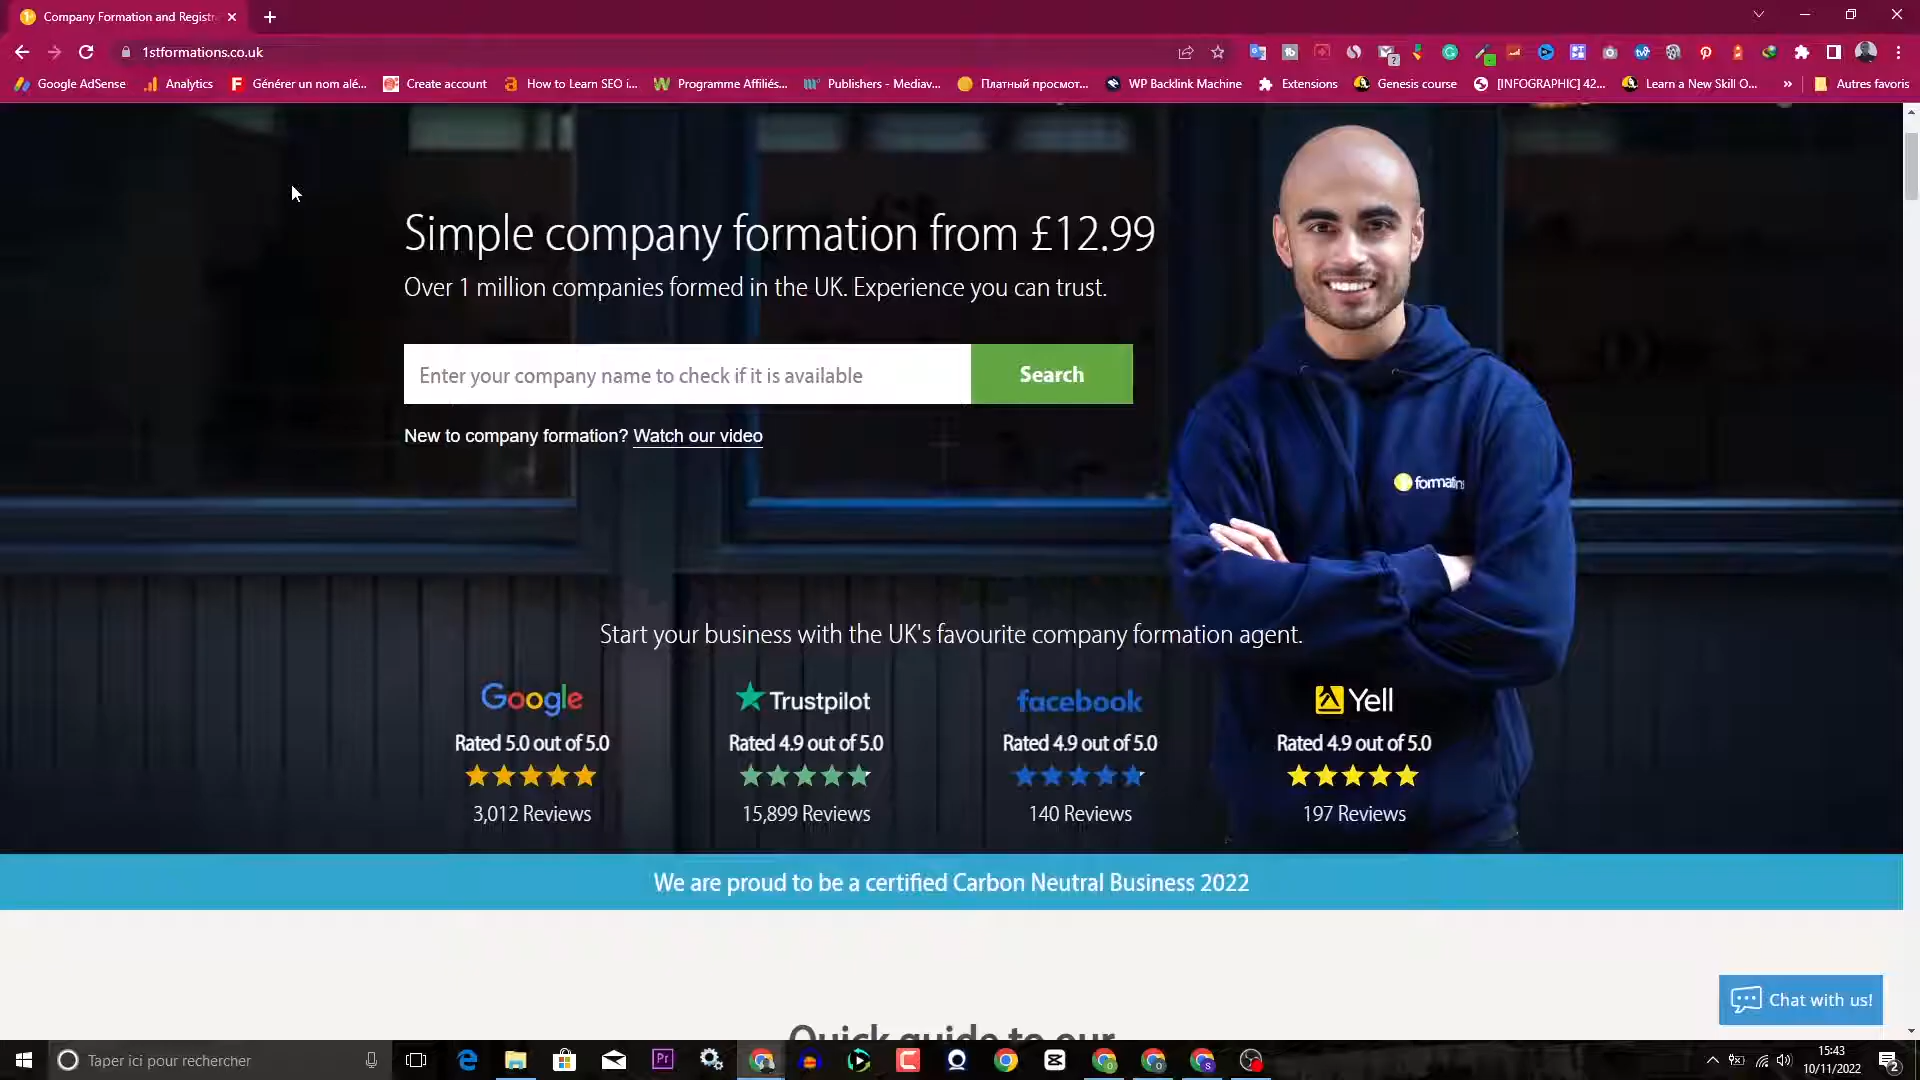 Company Formation and Registr
1stformations.co.uk
Google AdSense
Analytics
Générer un nom alé...
Create account
How to Learn SEO i...
Programme Affiliés...
Publishers - Mediav...
Платный просмот...
WP Backlink Machine
Extensions
Genesis course
[INFOGRAPHIC] 42...
Learn a New Skill O...
»
Autres favoris
Simple company formation from £12.99
Over 1 million companies formed in the UK. Experience you can trust.
Enter your company name to check if it is available
Search
New to company formation? Watch our video
Start your business with the UK's favourite company formation agent.
Google
Trustpilot
facebook
Yell
Rated 5.0 out of 5.0
Rated 4.9 out of 5.0
Rated 4.9 out of 5.0
Rated 4.9 out of 5.0
3,012 Reviews
15,899 Reviews
140 Reviews
197 Reviews
We are proud to be a certified Carbon Neutral Business 2022
Chat with us!
Quick guide to our
Taper ici pour rechercher
Pr
15:43
10/11/2022
2